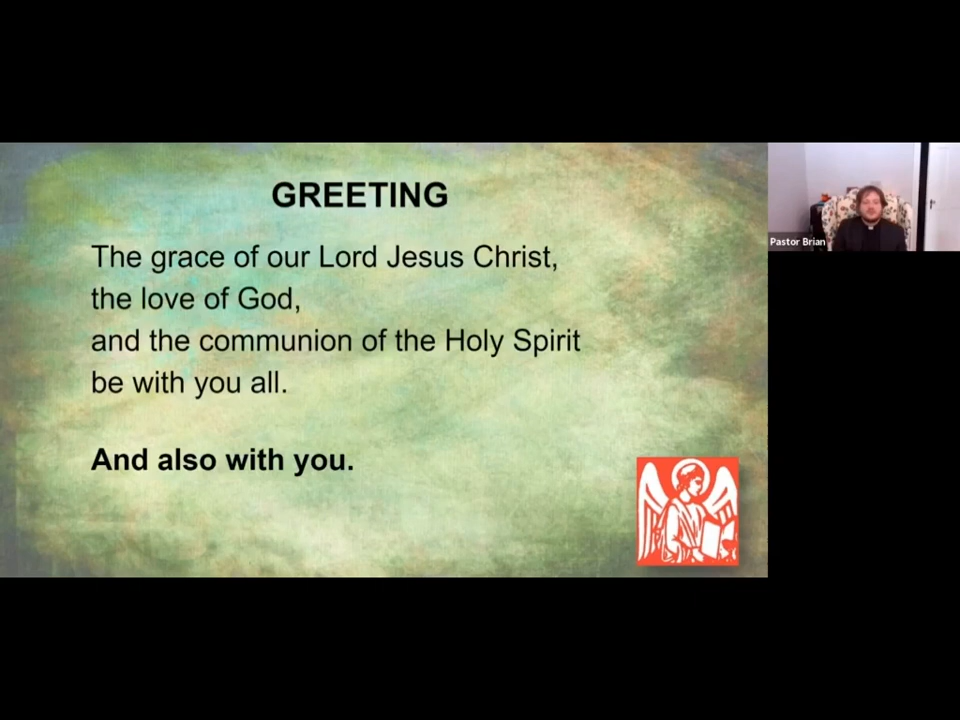 GREETING
The grace of our Lord Jesus Christ,
the love of God,
and the communion of the Holy Spirit
be with you all.
And also with you.
Pastor Brian